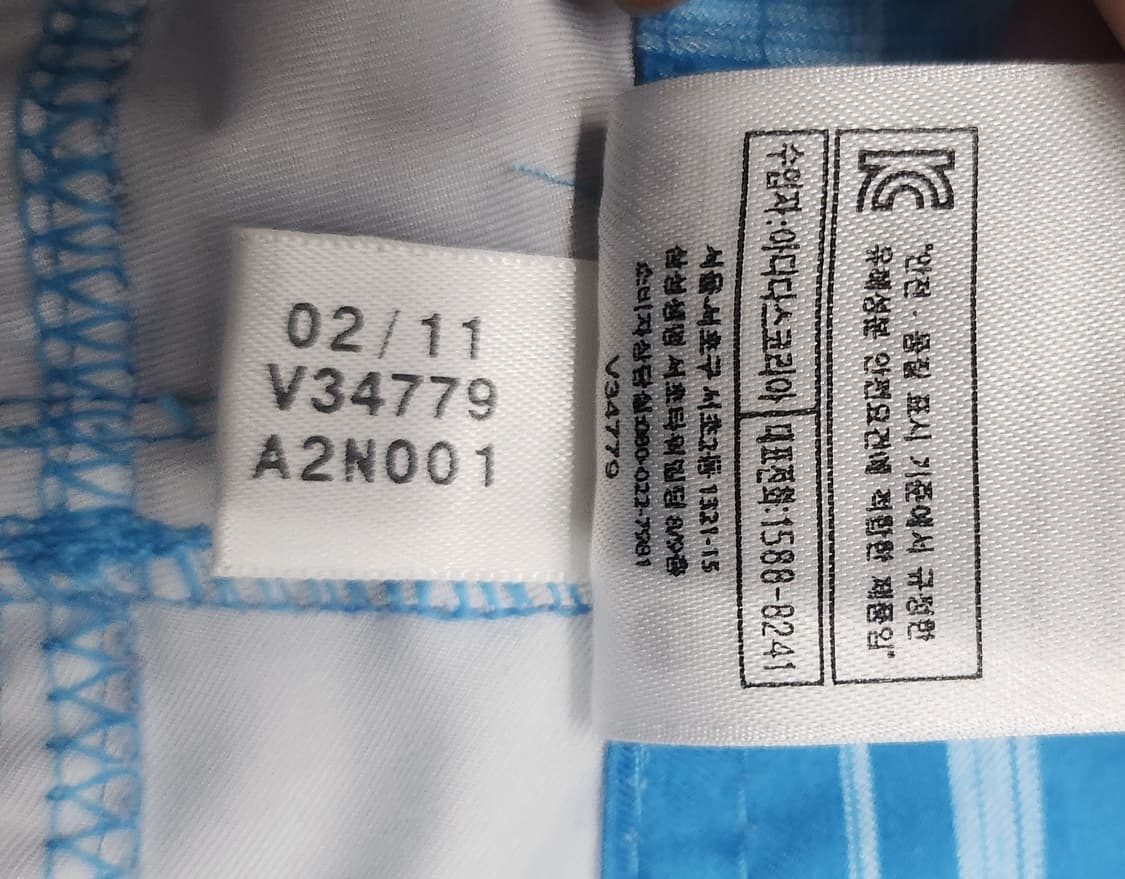 02/11
V34779
A2N001
KC
"안전·품질 표시 기준에서 규정한
유해성분 안전요건에 적합한 제품임"
수입자:아디다스코리아 대표전화:1588-8241
서울.서초구 서초2동 1321-15
삼성생명 서초타워빌딩 8/9층
소비자상담실:080-022-7981
V34779